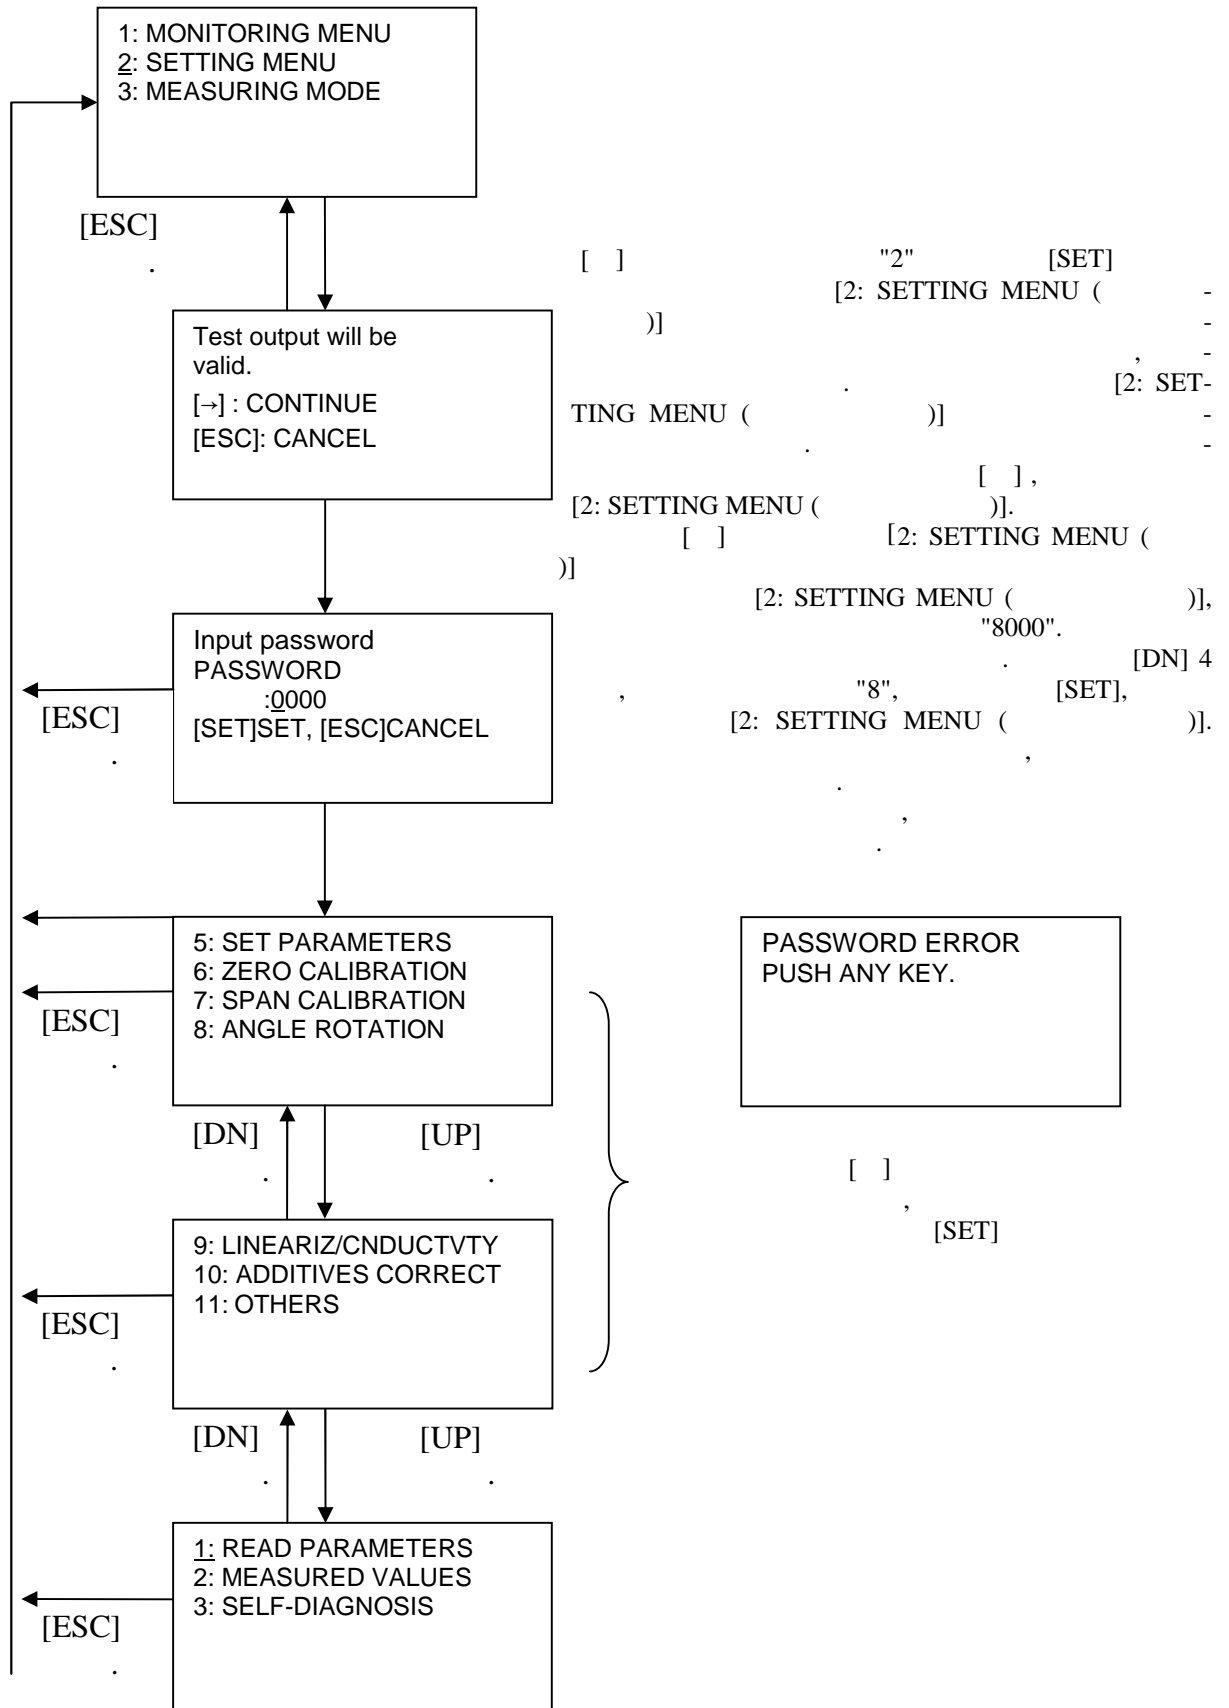 1: MONITORING MENU
2: SETTING MENU
3: MEASURING MODE
[ESC]
.
Test output will be
valid.
[→] : CONTINUE
[ESC]: CANCEL
[ ] "2" [SET]
[2: SETTING MENU ( -
)] -
, -
. [2: SET-
TING MENU ( )] -
. -
[ ] ,
[2: SETTING MENU ( )].
[ ] [2: SETTING MENU (
)]
[2: SETTING MENU ( )],
"8000".
. [DN] 4
, "8", [SET],
[2: SETTING MENU ( )].
,
.
,
.
Input password
PASSWORD
:0000
[SET]SET, [ESC]CANCEL
[ESC]
.
5: SET PARAMETERS
6: ZERO CALIBRATION
7: SPAN CALIBRATION
8: ANGLE ROTATION
[ESC]
.
PASSWORD ERROR
PUSH ANY KEY.
[DN] [UP]
. .
[ ]
,
[SET]
9: LINEARIZ/CNDUCTVTY
10: ADDITIVES CORRECT
11: OTHERS
[ESC]
.
[DN] [UP]
. .
1: READ PARAMETERS
2: MEASURED VALUES
3: SELF-DIAGNOSIS
[ESC]
.